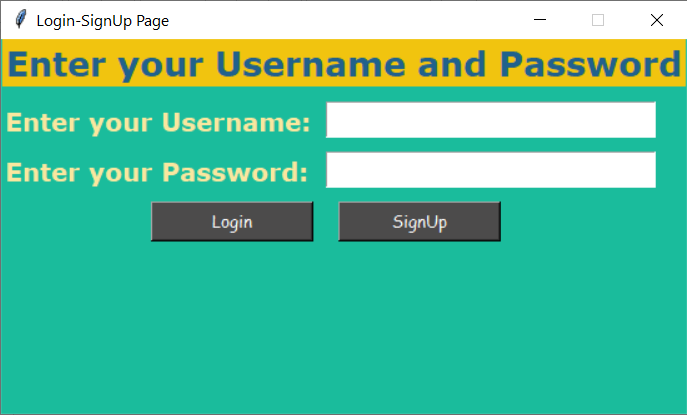 Login-SignUp Page
Enter your Username and Password
Enter your Username:
Enter your Password:
Login SignUp